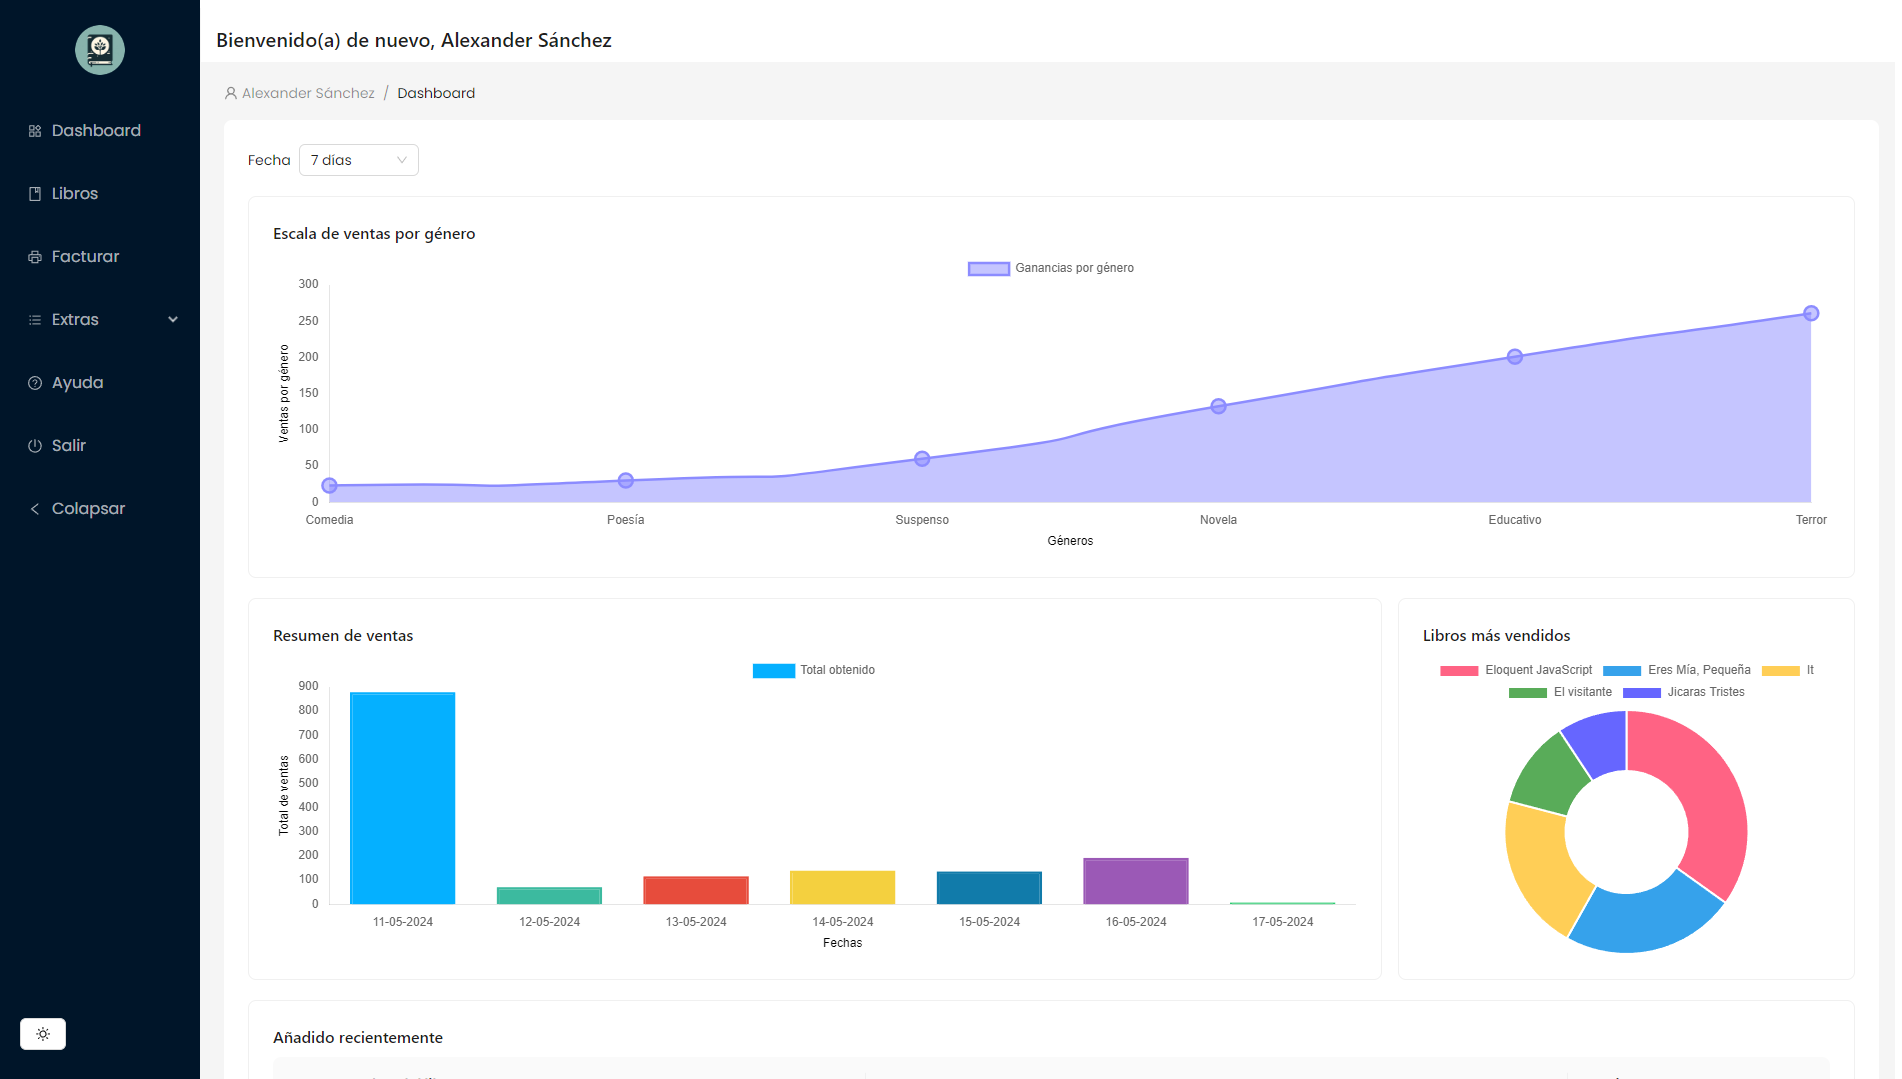 Bienvenido(a) de nuevo, Alexander Sánchez
Alexander Sánchez / Dashboard
Dashboard
Libros
Facturar
Extras
Ayuda
Salir
Colapsar
Fecha 7 días
Escala de ventas por género
Ganancias por género
Ventas por género
300
250
200
150
100
50
0
Comedia Poesía Suspenso Novela Educativo Terror
Géneros
Resumen de ventas
Total obtenido
Total de ventas
900
800
700
600
500
400
300
200
100
0
11-05-2024 12-05-2024 13-05-2024 14-05-2024 15-05-2024 16-05-2024 17-05-2024
Fechas
Libros más vendidos
Eloquent JavaScript Eres Mía, Pequeña It
El visitante Jicaras Tristes
Añadido recientemente